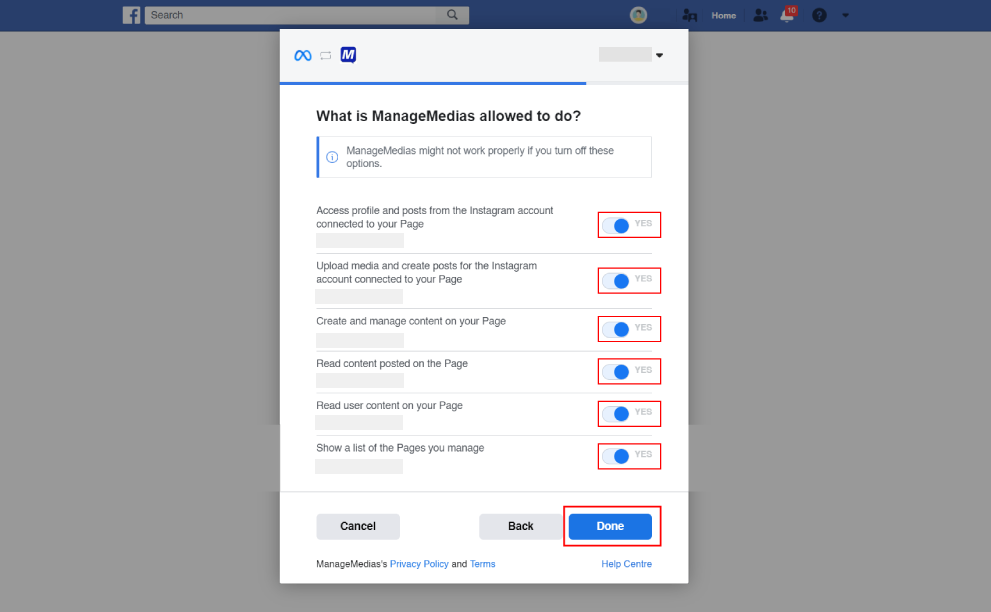 Search
Home
10
M
What is ManageMedias allowed to do?
ManageMedias might not work properly if you turn off these
options.
Access profile and posts from the Instagram account
connected to your Page
YES
Upload media and create posts for the Instagram
account connected to your Page
YES
Create and manage content on your Page
YES
Read content posted on the Page
YES
Read user content on your Page
YES
Show a list of the Pages you manage
YES
Cancel
Back
Done
ManageMedias's Privacy Policy and Terms
Help Centre